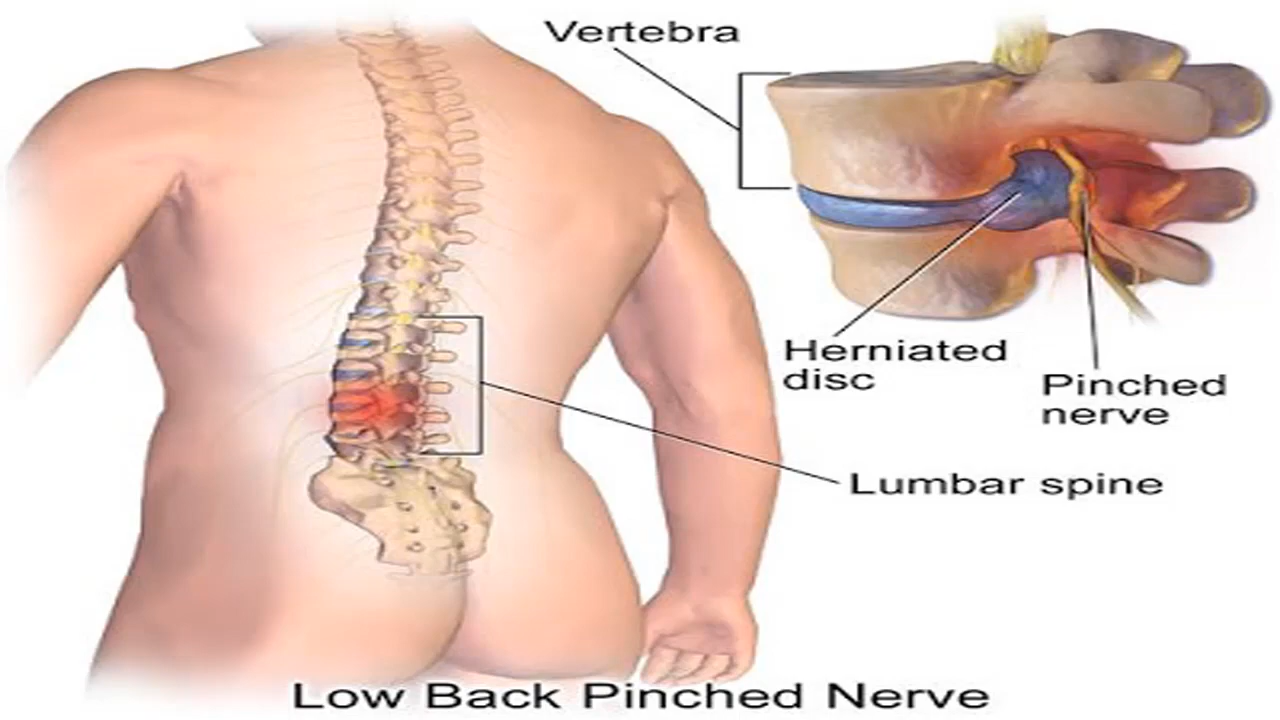 Vertebra
Herniated
disc
Pinched
nerve
Lumbar spine
Low Back Pinched Nerve